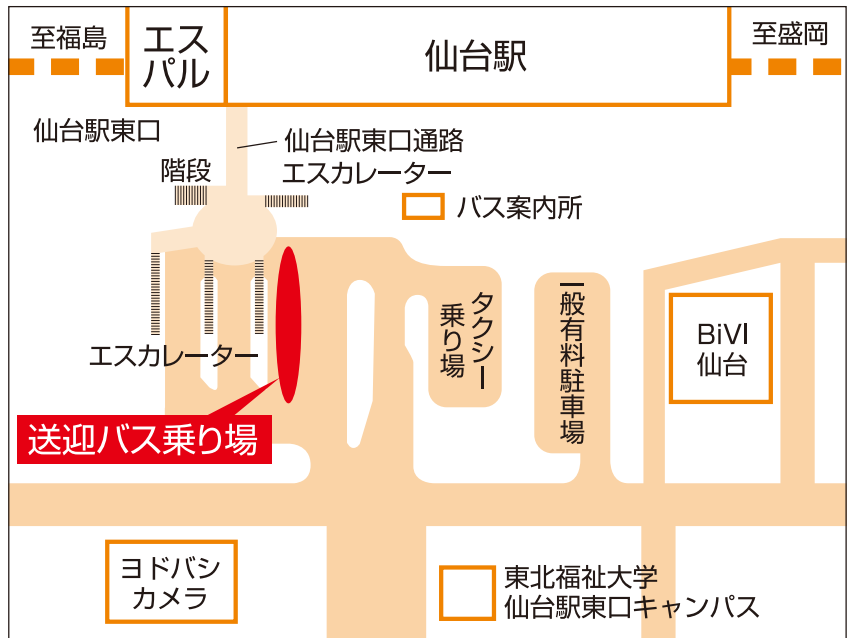 至福島
エス
パル
仙台駅
至盛岡
仙台駅東口
仙台駅東口通路
階段
エスカレーター
バス案内所
エスカレーター
タクシー
乗り場
一般有料駐車場
BiVI
仙台
送迎バス乗り場
ヨドバシ
カメラ
東北福祉大学
仙台駅東口キャンパス